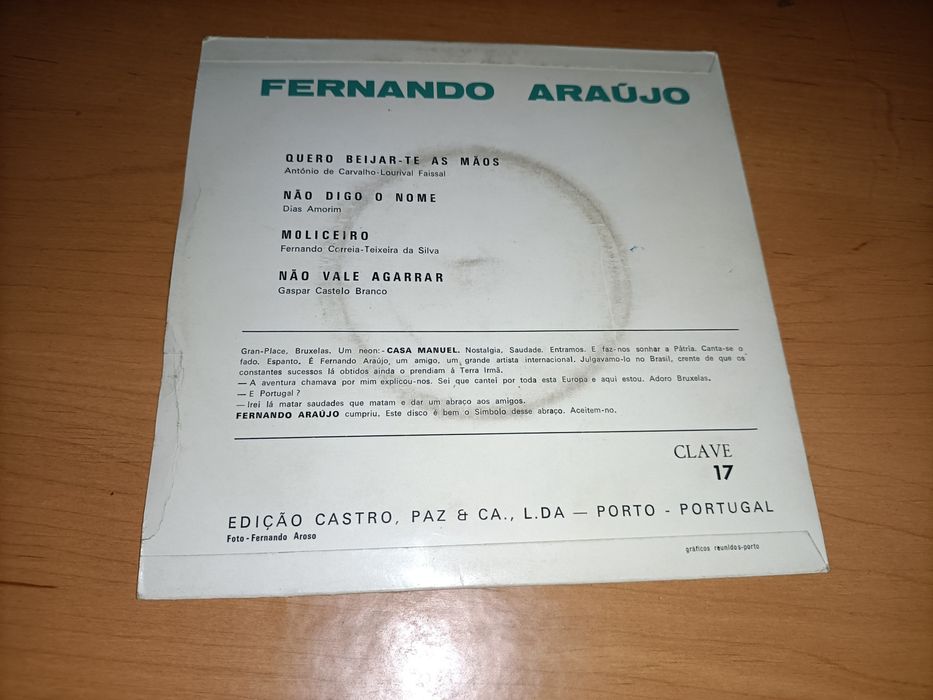 FERNANDO ARAÚJO
QUERO BEIJAR-TE AS MÃOS
António de Carvalho-Lourival Faissal
NÃO DIGO O NOME
Dias Amorim
MOLICEIRO
Fernando Correia-Teixeira da Silva
NÃO VALE AGARRAR
Gaspar Castelo Branco
Gran-Place, Bruxelas. Um neon:- CASA MANUEL. Nostalgia, Saudade. Entramos. E faz-nos sonhar a Pátria. Canta-se o
fado. Espanto. É Fernando Araújo, um amigo, um grande artista internacional. Julgavamo-lo no Brasil, crente de que os
constantes sucessos lá obtidos ainda o prendiam à Terra Irmã.
— A aventura chamava por mim explicou-nos. Sei que cantei por toda esta Europa e aqui estou. Adoro Bruxelas.
— E Portugal ?
— Irei lá matar saudades que matam e dar um abraço aos amigos.
FERNANDO ARAÚJO cumpriu. Este disco é bem o Símbolo desse abraço. Aceitem-no.
CLAVE
17
EDIÇÃO CASTRO, PAZ & CA., L.DA — PORTO - PORTUGAL
Foto - Fernando Aroso
gráficos reunidos-porto